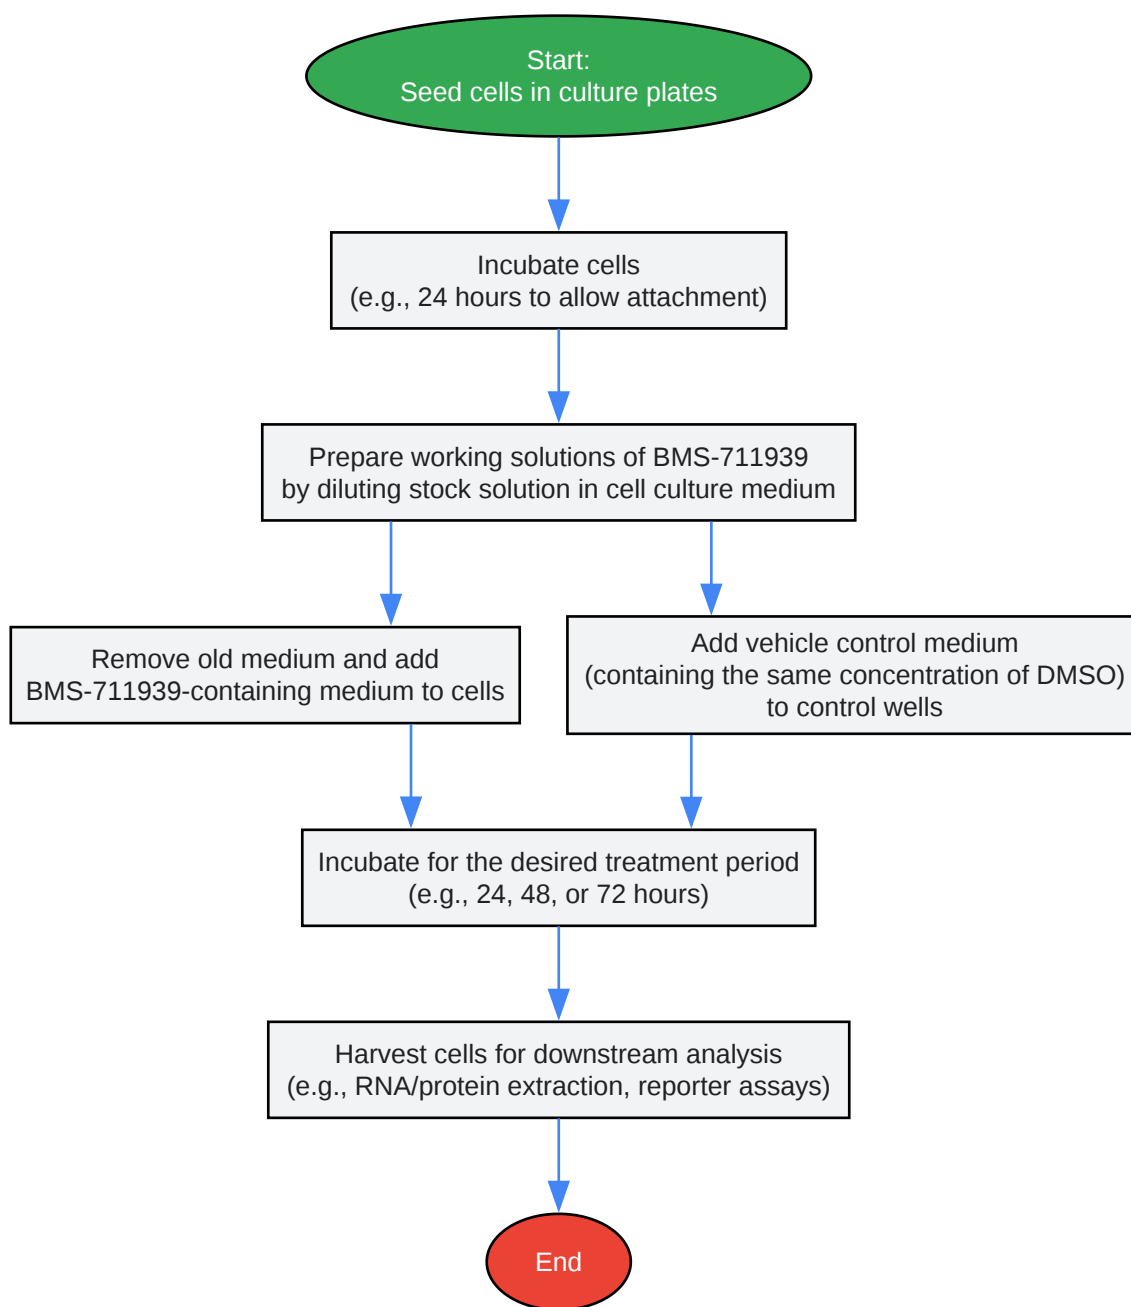 Start:
Seed cells in culture plates
Incubate cells
(e.g., 24 hours to allow attachment)
Prepare working solutions of BMS-711939
by diluting stock solution in cell culture medium
Remove old medium and add
BMS-711939-containing medium to cells
Add vehicle control medium
(containing the same concentration of DMSO)
to control wells
Incubate for the desired treatment period
(e.g., 24, 48, or 72 hours)
Harvest cells for downstream analysis
(e.g., RNA/protein extraction, reporter assays)
End